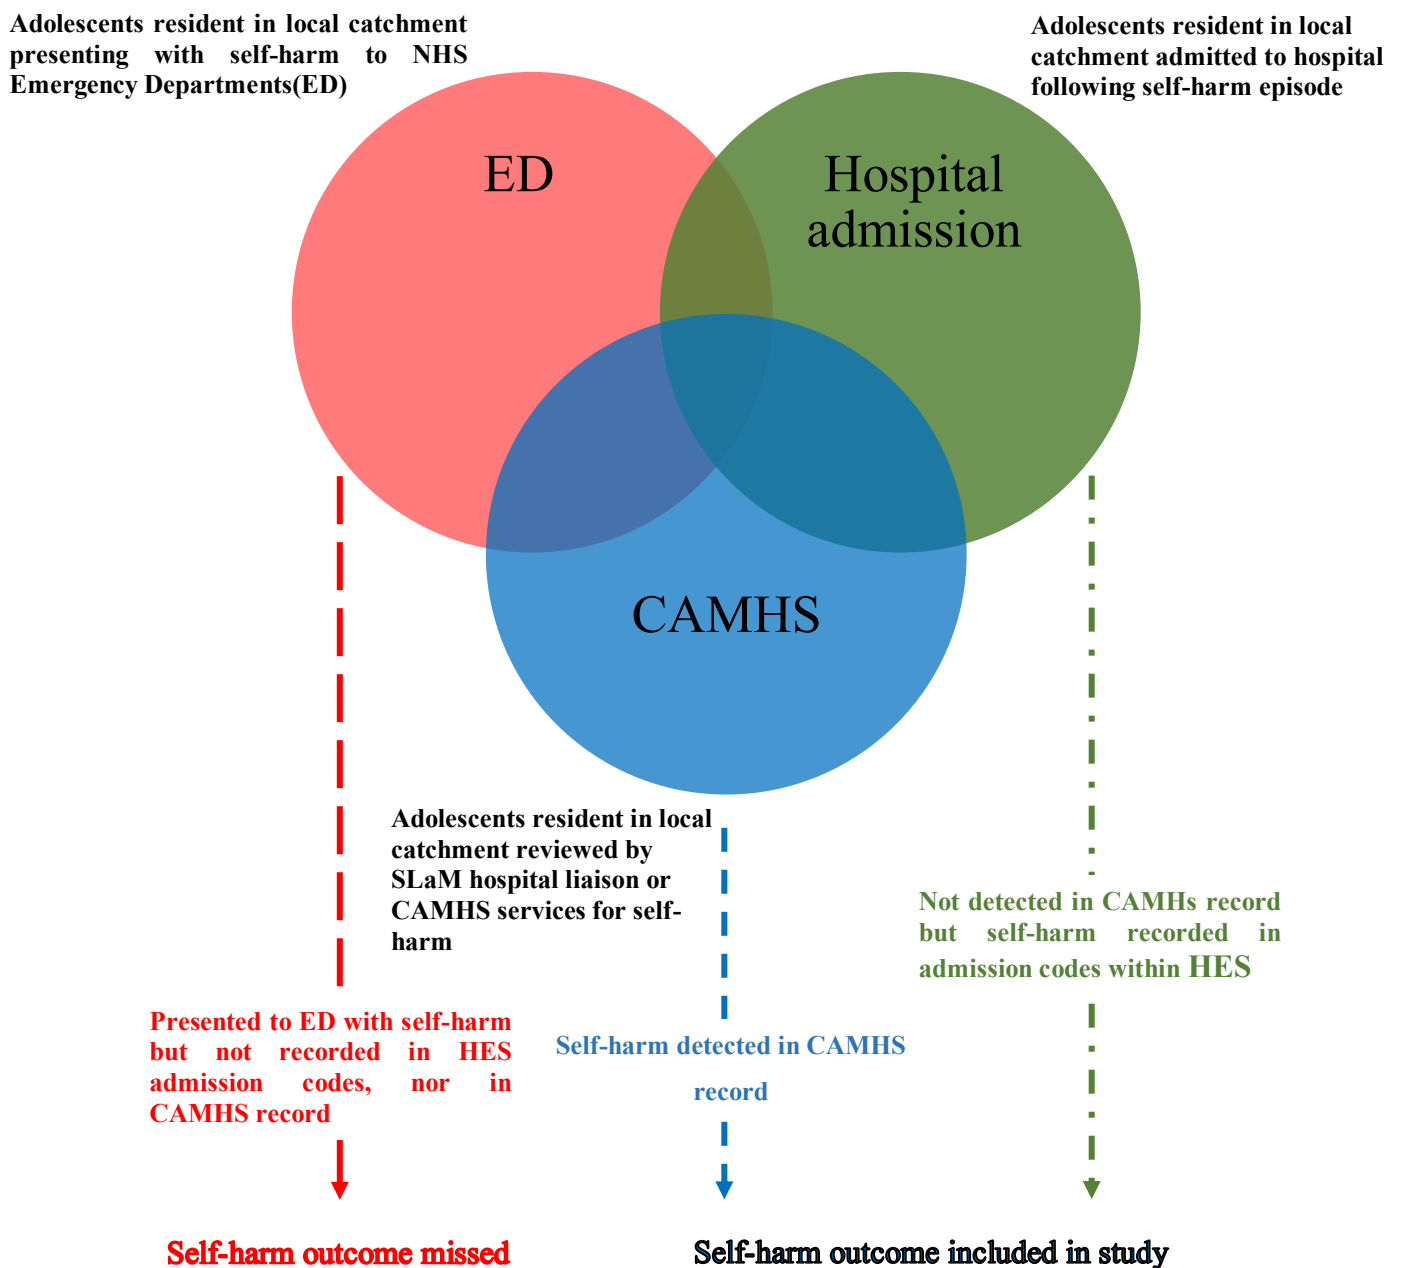 Adolescents resident in local catchment
presenting with self-harm to NHS
Emergency Departments(ED)
Adolescents resident in local
catchment admitted to hospital
following self-harm episode
ED
Hospital
admission
CAMHS
Adolescents resident in local
catchment reviewed by
SLaM hospital liaison or
CAMHS services for self-
harm
Not detected in CAMHs record
but self-harm recorded in
admission codes within HES
Presented to ED with self-harm
but not recorded in HES
admission codes, nor in
CAMHS record
Self-harm detected in CAMHS
record
Self-harm outcome missed
Self-harm outcome included in study